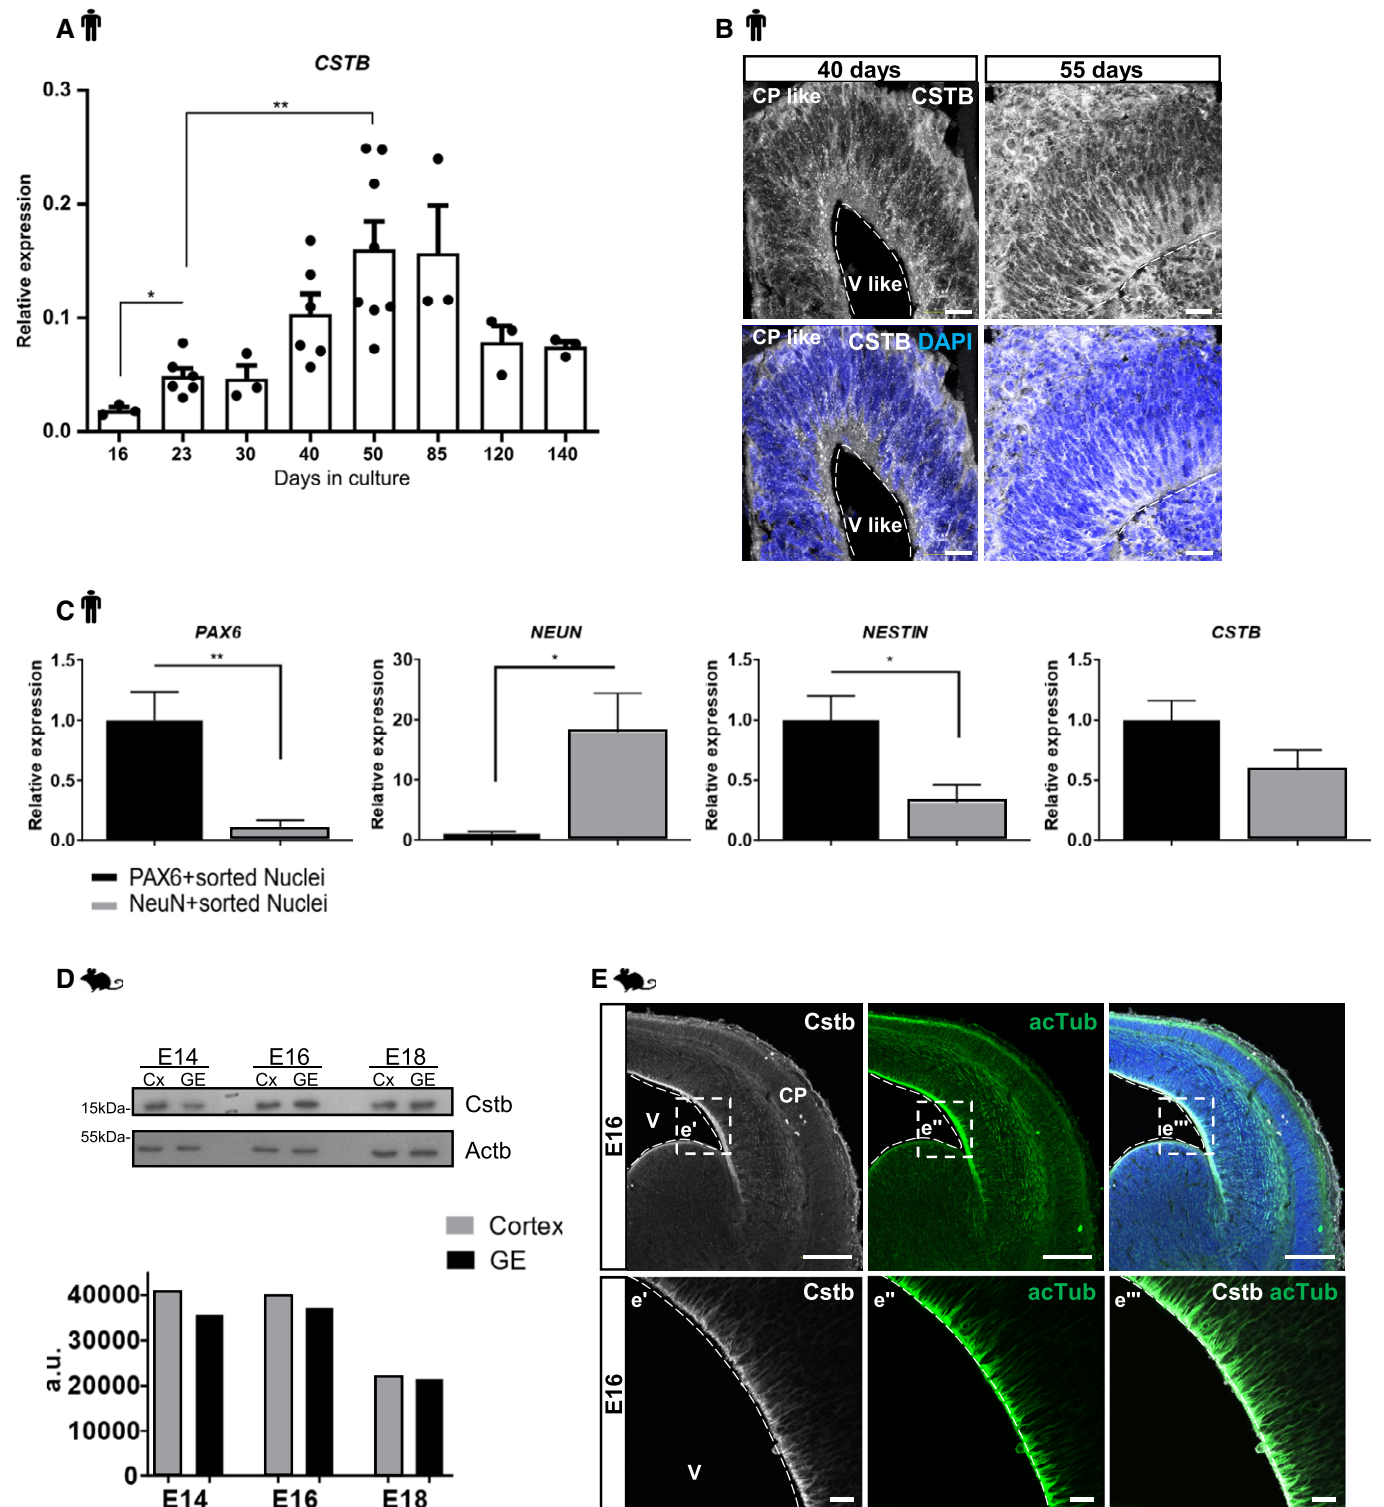 A
CSTB
Relative expression
0.3
0.2
0.1
0.0
*
**
16 23 30 40 50 85 120 140
Days in culture
B
40 days
55 days
CP like
CSTB
V like
CP like
CSTB DAPI
V like
C
PAX6
Relative expression
1.5
1.0
0.5
0.0
**
NEUN
Relative expression
30
20
10
0
*
NESTIN
Relative expression
1.5
1.0
0.5
0.0
*
CSTB
Relative expression
1.5
1.0
0.5
0.0
PAX6+sorted Nuclei
NeuN+sorted Nuclei
D
E14 E16 E18
Cx GE Cx GE Cx GE
15kDa-
Cstb
55kDa-
Actb
Cortex
GE
a.u.
40000
30000
20000
10000
0
E14 E16 E18
E
E16
Cstb
CP
V
e'
acTub
e''
e'''
E16
e'
Cstb
V
e''
acTub
e'''
Cstb acTub